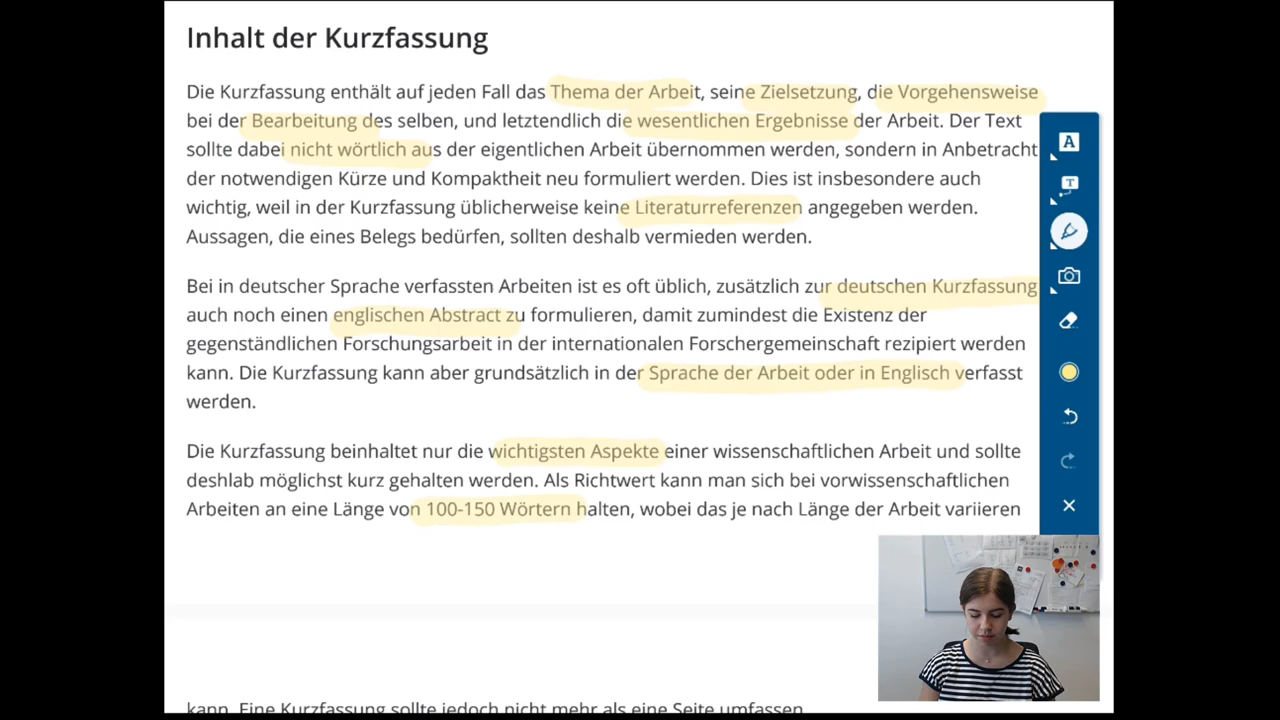 Inhalt der Kurzfassung
Die Kurzfassung enthält auf jeden Fall das Thema der Arbeit, seine Zielsetzung, die Vorgehensweise
bei der Bearbeitung des selben, und letztendlich die wesentlichen Ergebnisse der Arbeit. Der Text
sollte dabei nicht wörtlich aus der eigentlichen Arbeit übernommen werden, sondern in Anbetracht
der notwendigen Kürze und Kompaktheit neu formuliert werden. Dies ist insbesondere auch
wichtig, weil in der Kurzfassung üblicherweise keine Literaturreferenzen angegeben werden.
Aussagen, die eines Belegs bedürfen, sollten deshalb vermieden werden.
Bei in deutscher Sprache verfassten Arbeiten ist es oft üblich, zusätzlich zur deutschen Kurzfassung
auch noch einen englischen Abstract zu formulieren, damit zumindest die Existenz der
gegenständlichen Forschungsarbeit in der internationalen Forschergemeinschaft rezipiert werden
kann. Die Kurzfassung kann aber grundsätzlich in der Sprache der Arbeit oder in Englisch verfasst
werden.
Die Kurzfassung beinhaltet nur die wichtigsten Aspekte einer wissenschaftlichen Arbeit und sollte
deshlab möglichst kurz gehalten werden. Als Richtwert kann man sich bei vorwissenschaftlichen
Arbeiten an eine Länge von 100-150 Wörtern halten, wobei das je nach Länge der Arbeit variieren
kann. Eine Kurzfassung sollte jedoch nicht mehr als eine Seite umfassen
A
T